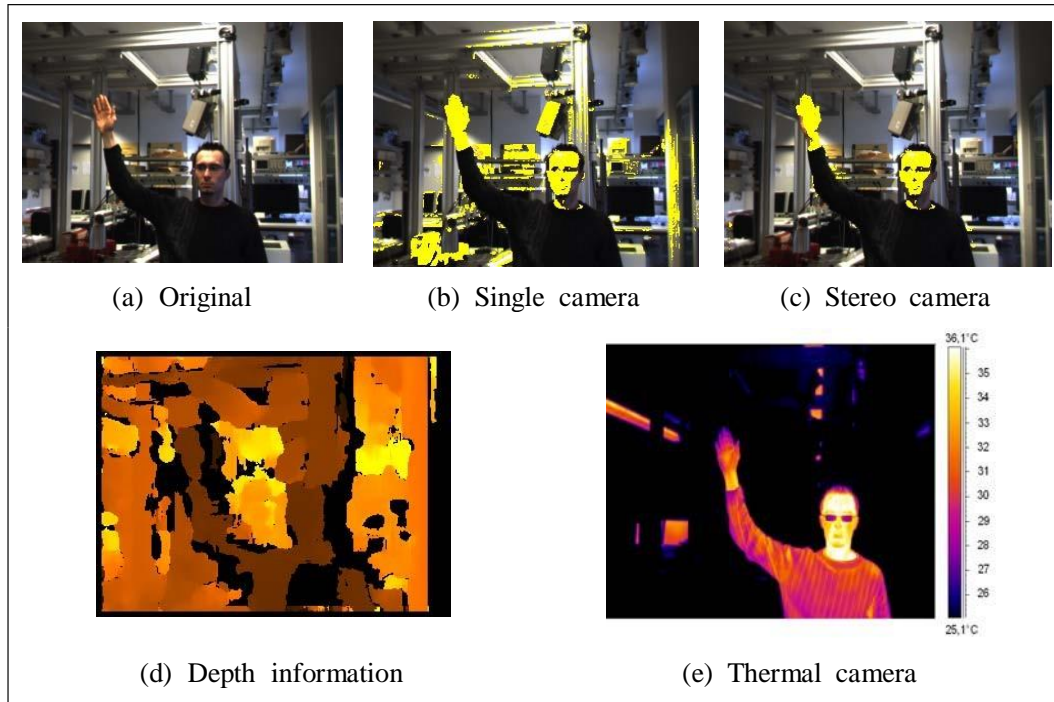 (a) Original
(b) Single camera
(c) Stereo camera
36,1°C
35
34
33
32
31
30
29
28
27
26
25,1°C
(d) Depth information
(e) Thermal camera